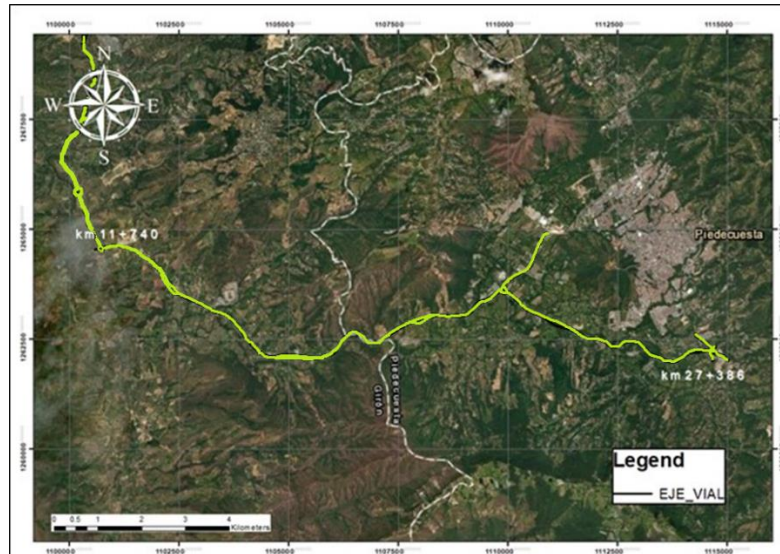 1100000 1102500 1105000 1107500 1110000 1112500 1115000
N
W E
S
1267500
1265000
km 11+740
Piedecuesta
1262500
km 27+386
Piedecuesta
Girón
1260000
Legend
EJE_VIAL
0 0.5 1 2 3 4
Kilometers
1100000 1102500 1105000 1107500 1110000 1112500 1115000